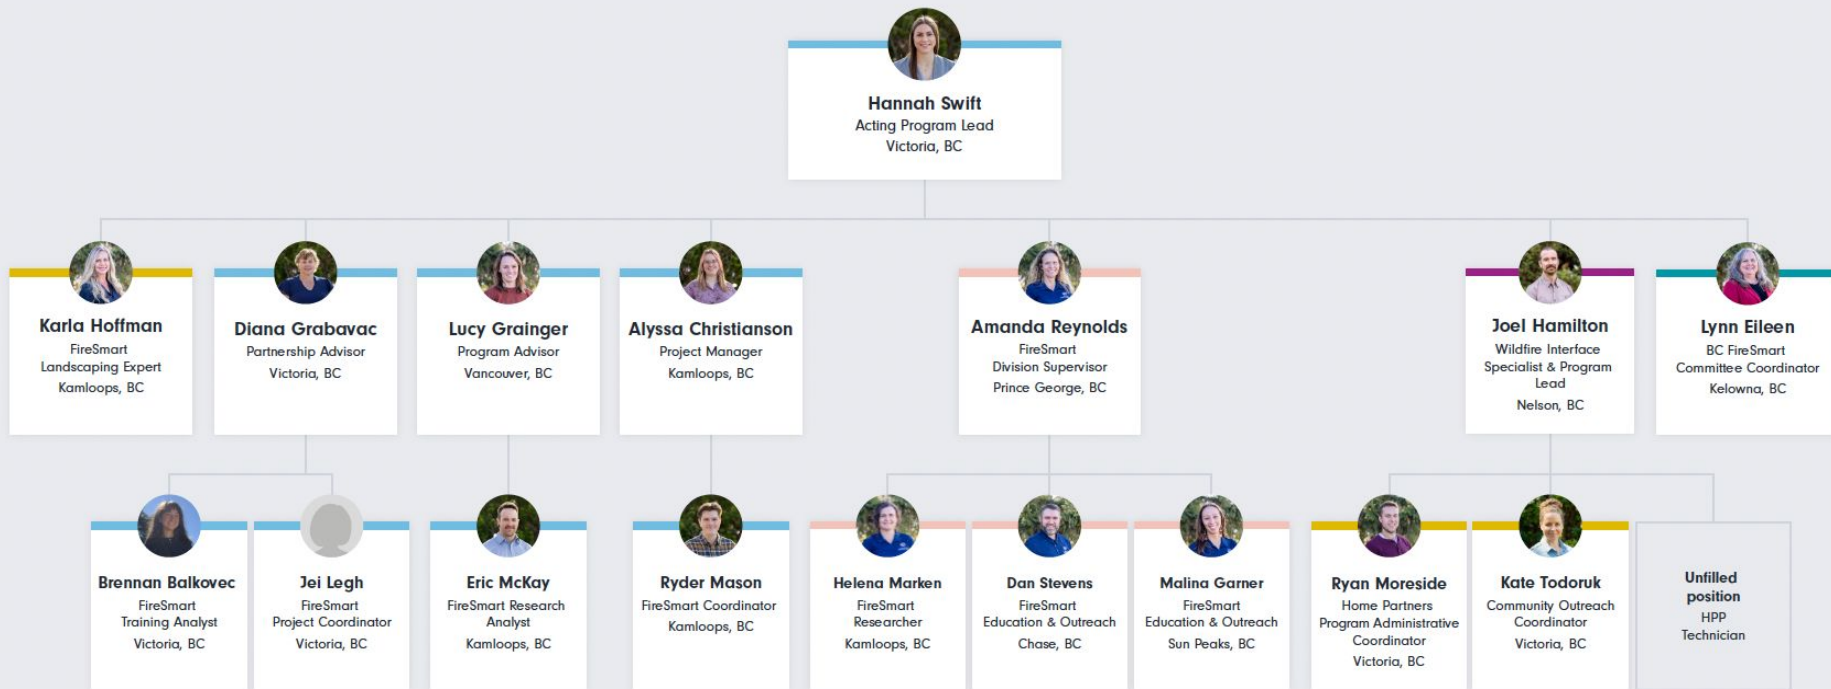 Hannah Swift
Acting Program Lead
Victoria, BC
Karla Hoffman
FireSmart
Landscaping Expert
Kamloops, BC
Diana Grabavac
Partnership Advisor
Victoria, BC
Lucy Grainger
Program Advisor
Vancouver, BC
Alyssa Christianson
Project Manager
Kamloops, BC
Amanda Reynolds
FireSmart
Division Supervisor
Prince George, BC
Joel Hamilton
Wildfire Interface
Specialist & Program
Lead
Nelson, BC
Lynn Eileen
BC FireSmart
Committee Coordinator
Kelowna, BC
Brennan Balkovec
FireSmart
Training Analyst
Victoria, BC
Jei Legh
FireSmart
Project Coordinator
Victoria, BC
Eric McKay
FireSmart Research
Analyst
Kamloops, BC
Ryder Mason
FireSmart Coordinator
Kamloops, BC
Helena Marken
FireSmart
Researcher
Kamloops, BC
Dan Stevens
FireSmart
Education & Outreach
Chase, BC
Malina Garner
FireSmart
Education & Outreach
Sun Peaks, BC
Ryan Moreside
Home Partners
Program Administrative
Coordinator
Victoria, BC
Kate Todoruk
Community Outreach
Coordinator
Victoria, BC
Unfilled
position
HPP
Technician